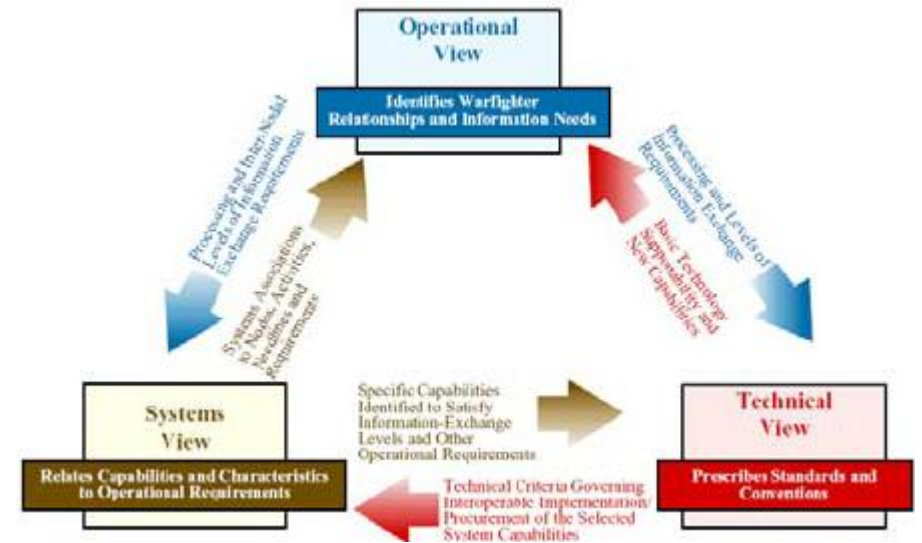 Operational
View
Identifies Warfighter
Relationships and Information Needs
Processing and Inter-Nodal
Levels of Information
Exchange Requirements
Systems Associations
to Nodes, Activities,
Needlines and
Requirements
Processing and Levels of
Information Exchange
Requirements
Basic Technology
Supportability and
New Capabilities
Systems
View
Relates Capabilities and Characteristics
to Operational Requirements
Specific Capabilities
Identified to Satisfy
Information-Exchange
Levels and Other
Operational Requirements
Technical Criteria Governing
Interoperable Implementation/
Procurement of the Selected
System Capabilities
Technical
View
Prescribes Standards and
Conventions